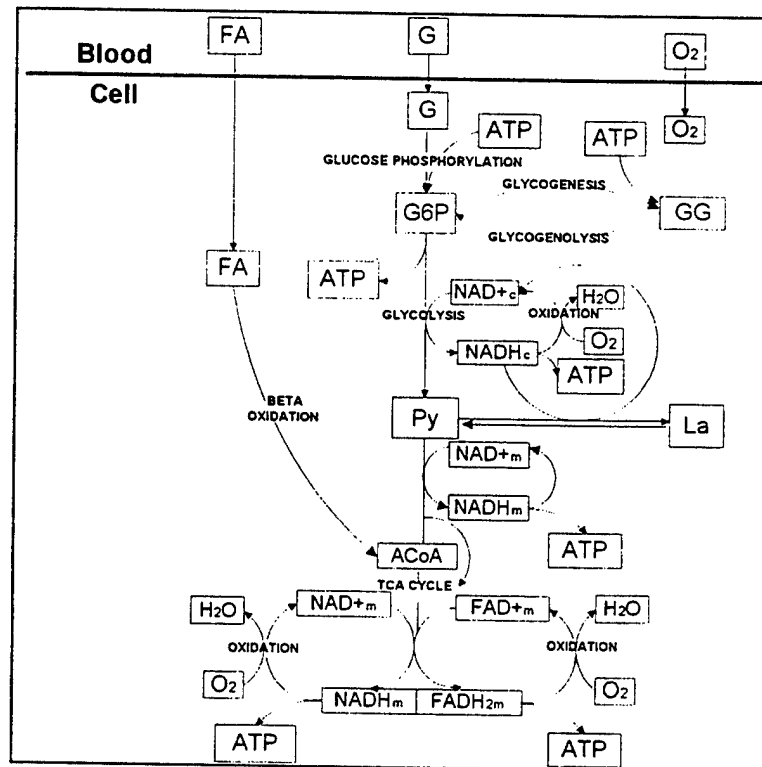 FA
G
O2
Blood
Cell
G
ATP
ATP
O2
GLUCOSE PHOSPHORYLATION
GLYCOGENESIS
G6P
GG
GLYCOGENOLYSIS
FA
ATP
NAD+c
H2O
GLYCOLYSIS
OXIDATION
NADHc
O2
ATP
BETA
OXIDATION
Py
La
NAD+m
NADHm
ATP
ACoA
TCA CYCLE
H2O
NAD+m
FAD+m
H2O
OXIDATION
OXIDATION
O2
NADHm
FADH2m
O2
ATP
ATP